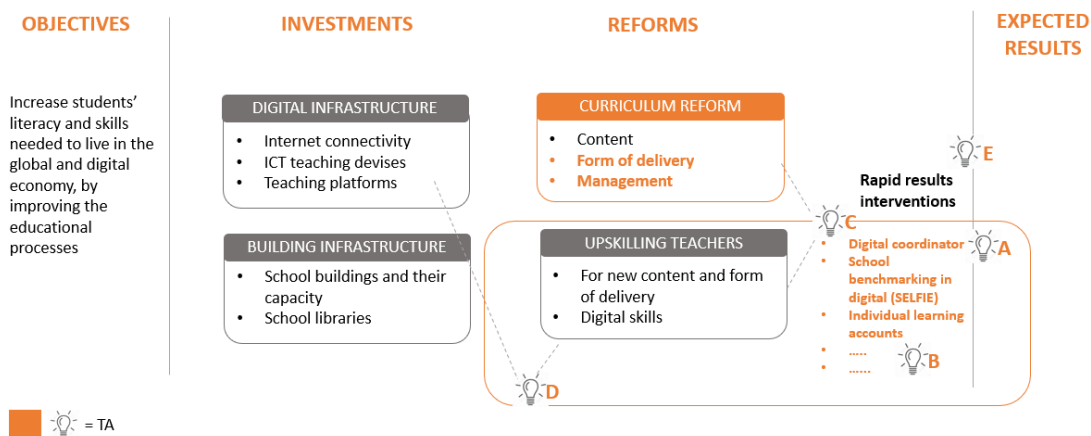 OBJECTIVES
INVESTMENTS
REFORMS
EXPECTED
RESULTS
Increase students'
literacy and skills
needed to live in the
global and digital
economy, by
improving the
educational
processes
DIGITAL INFRASTRUCTURE
• Internet connectivity
• ICT teaching devises
• Teaching platforms
BUILDING INFRASTRUCTURE
• School buildings and their
capacity
• School libraries
CURRICULUM REFORM
• Content
• Form of delivery
• Management
UPSKILLING TEACHERS
• For new content and form
of delivery
• Digital skills
E
Rapid results
interventions
C
• Digital coordinator
• School
benchmarking in
digital (SELFIE)
• Individual learning
accounts
• .....
• ......
A
B
D
= TA